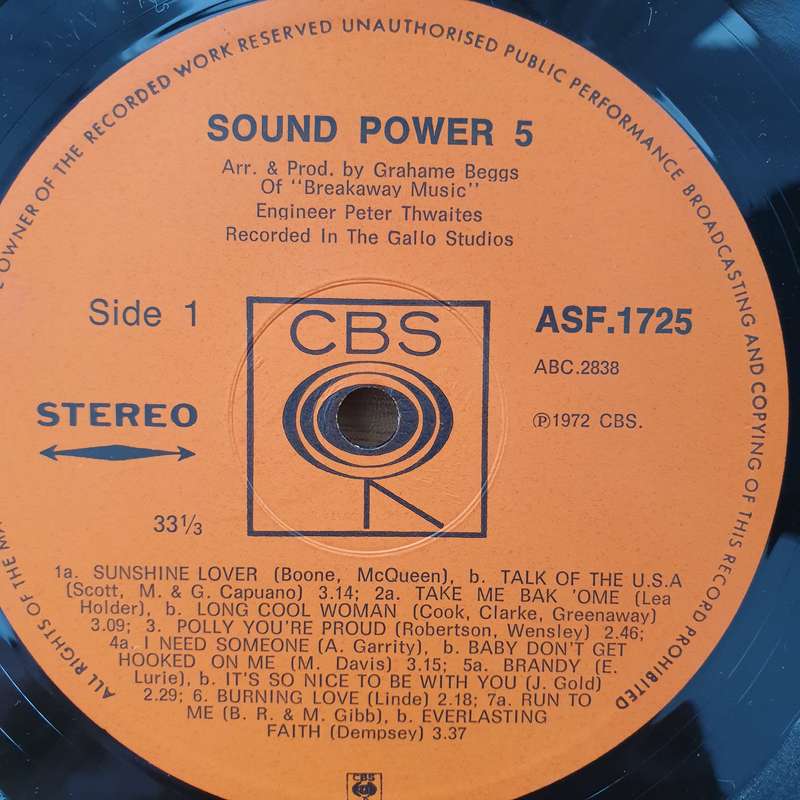 OWNER OF THE RECORDED WORK RESERVED UNAUTHORISED PUBLIC PERFORMANCE BROADCASTING AND COPYING OF THIS RECORD PROHIBITED
SOUND POWER 5
Arr. & Prod. by Grahame Beggs
Of "Breakaway Music"
Engineer Peter Thwaites
Recorded In The Gallo Studios
Side 1
CBS
ASF.1725
ABC.2838
STEREO
℗1972 CBS.
33⅓
1a. SUNSHINE LOVER (Boone, McQueen), b. TALK OF THE U.S.A
(Scott, M. & G. Capuano) 3.14; 2a. TAKE ME BAK 'OME (Lea
Holder), b. LONG COOL WOMAN (Cook, Clarke, Greenaway)
3.09; 3. POLLY YOU'RE PROUD (Robertson, Wensley) 2.46;
4a. I NEED SOMEONE (A. Garrity), b. BABY DON'T GET
HOOKED ON ME (M. Davis) 3.15; 5a. BRANDY (E.
Lurie), b. IT'S SO NICE TO BE WITH YOU (J. Gold)
2.29; 6. BURNING LOVE (Linde) 2.18; 7a. RUN TO
ME (B. R. & M. Gibb), b. EVERLASTING
FAITH (Dempsey) 3.37
ALL RIGHTS OF THE
CBS